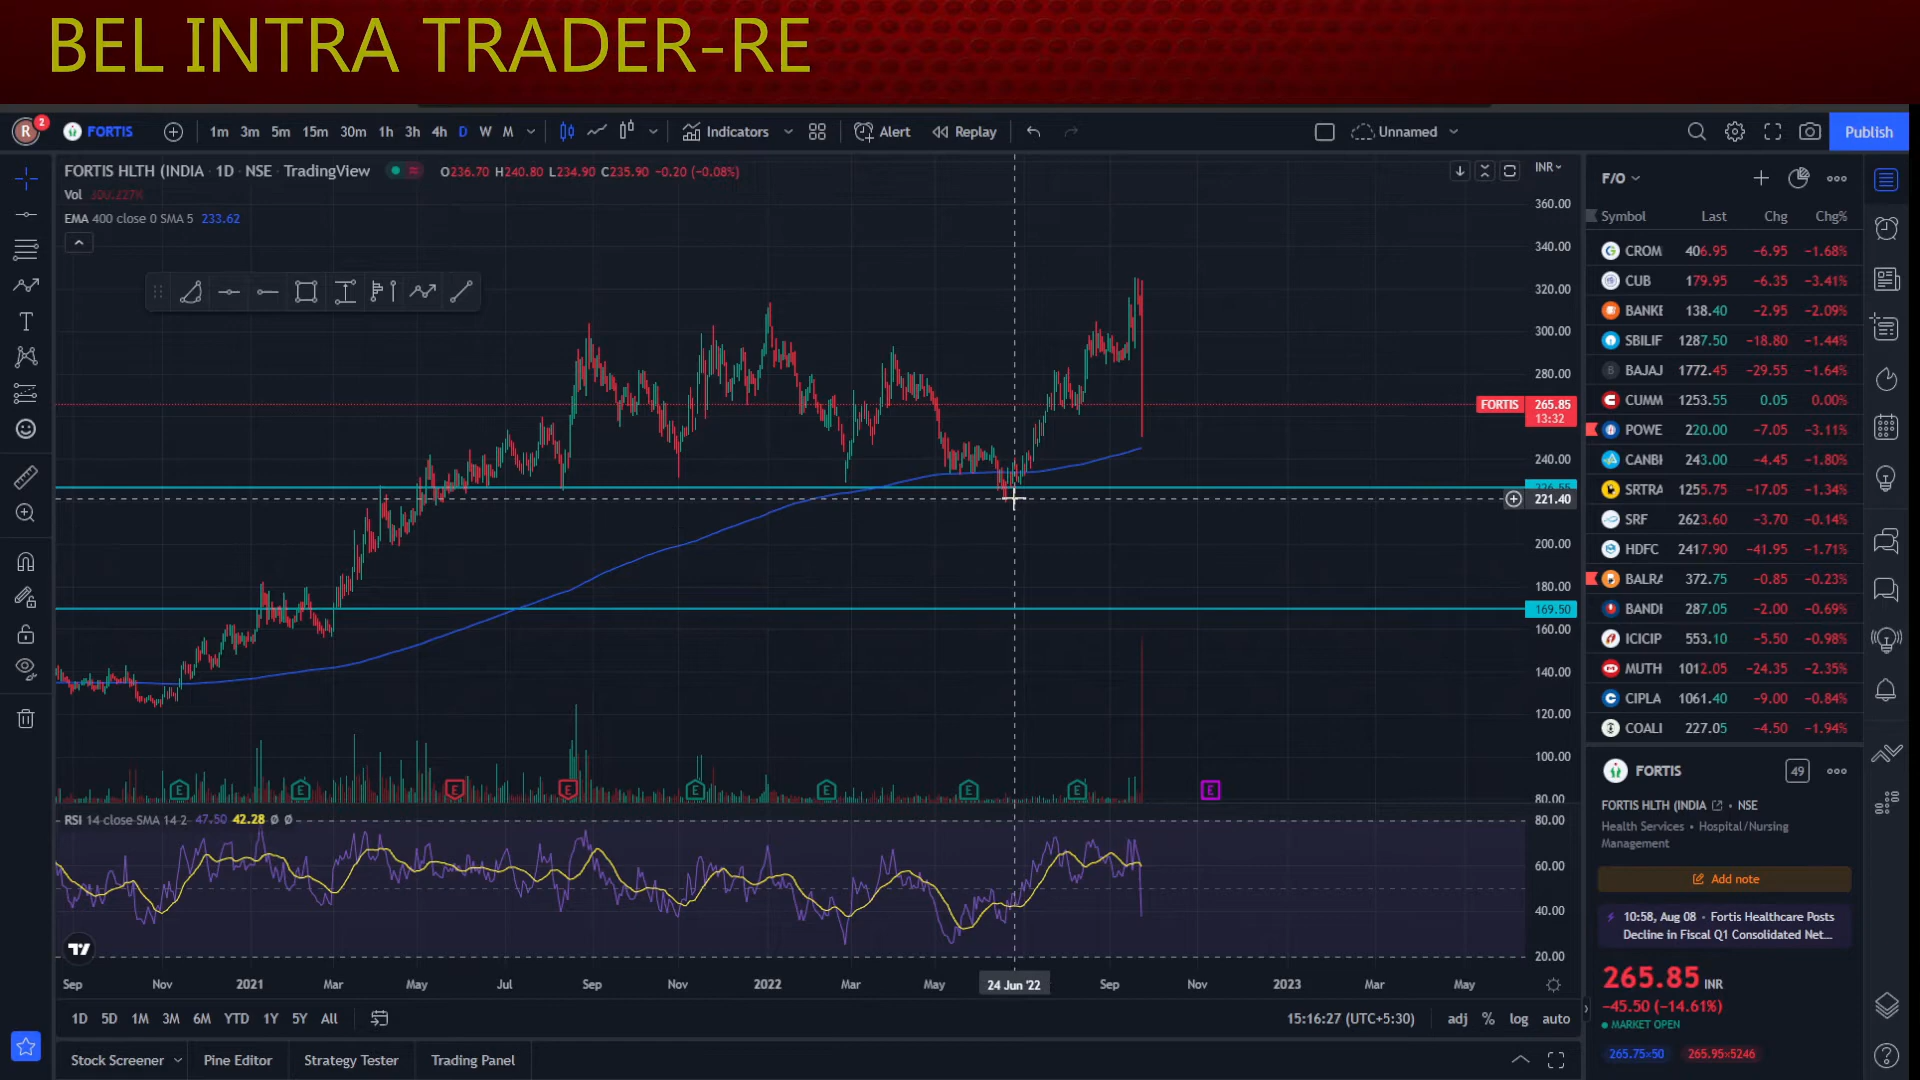 BEL INTRA TRADER-RE
R 2 FORTIS 1m 3m 5m 15m 30m 1h 3h 4h D W M Indicators Alert Replay Unnamed Publish
FORTIS HLTH (INDIA · 1D · NSE · TradingView O236.70 H240.80 L234.90 C235.90 −0.20 (−0.08%)
Vol
EMA 400 close 0 SMA 5 233.62
INR
360.00
340.00
320.00
300.00
280.00
FORTIS 265.85
13:32
240.00
226.55
221.40
200.00
180.00
169.50
160.00
140.00
120.00
100.00
80.00
E E E E E E E E E
RSI 14 close SMA 14 2 47.50 42.28 Ø Ø
80.00
60.00
40.00
20.00
Sep Nov 2021 Mar May Jul Sep Nov 2022 Mar May 24 Jun '22 Sep Nov 2023 Mar May
1D 5D 1M 3M 6M YTD 1Y 5Y All 15:16:27 (UTC+5:30) adj % log auto
Stock Screener Pine Editor Strategy Tester Trading Panel
F/O
Symbol Last Chg Chg%
CROM 406.95 −6.95 −1.68%
CUB 179.95 −6.35 −3.41%
BANKE 138.40 −2.95 −2.09%
SBILIF 1287.50 −18.80 −1.44%
BAJAJ 1772.45 −29.55 −1.64%
CUMM 1253.55 0.05 0.00%
POWE 220.00 −7.05 −3.11%
CANBI 243.00 −4.45 −1.80%
SRTRA 1255.75 −17.05 −1.34%
SRF 2623.60 −3.70 −0.14%
HDFC 2417.90 −41.95 −1.71%
BALRA 372.75 −0.85 −0.23%
BANDI 287.05 −2.00 −0.69%
ICICIP 553.10 −5.50 −0.98%
MUTH 1012.05 −24.35 −2.35%
CIPLA 1061.40 −9.00 −0.84%
COALI 227.05 −4.50 −1.94%
FORTIS 49
FORTIS HLTH (INDIA • NSE
Health Services • Hospital/Nursing
Management
Add note
10:58, Aug 08 • Fortis Healthcare Posts
Decline in Fiscal Q1 Consolidated Net...
265.85 INR
−45.50 (−14.61%)
MARKET OPEN
265.75×50 265.95×5246